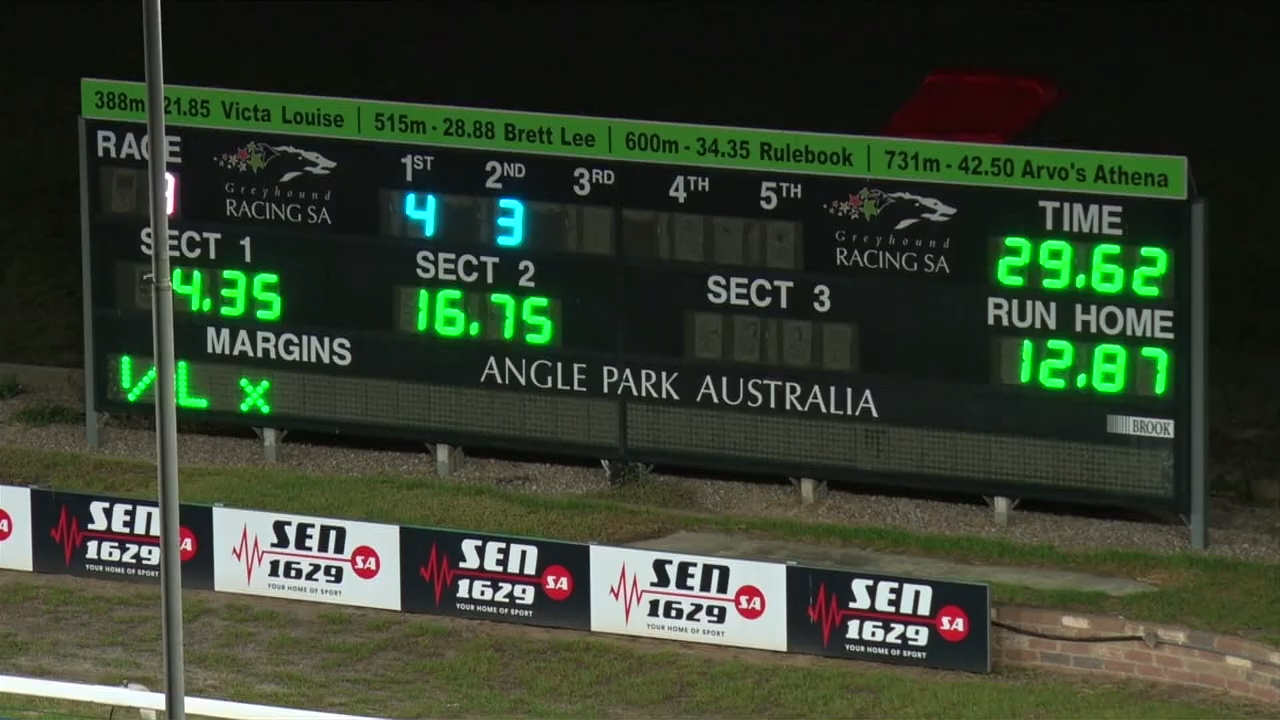 388m 21.85 Victa Louise | 515m - 28.88 Brett Lee | 600m - 34.35 Rulebook | 731m - 42.50 Arvo's Athena
RACE
Greyhound
RACING SA
1ST 2ND 3RD 4TH 5TH
4 3
Greyhound
RACING SA
TIME
29.62
SECT 1
4.35
SECT 2
16.75
SECT 3
RUN HOME
12.87
MARGINS
L x
ANGLE PARK AUSTRALIA
BROOK
SEN
1629 SA
YOUR HOME OF SPORT
SEN
1629 SA
YOUR HOME OF SPORT
SEN
1629 SA
YOUR HOME OF SPORT
SEN
1629 SA
YOUR HOME OF SPORT
SEN
1629 SA
YOUR HOME OF SPORT